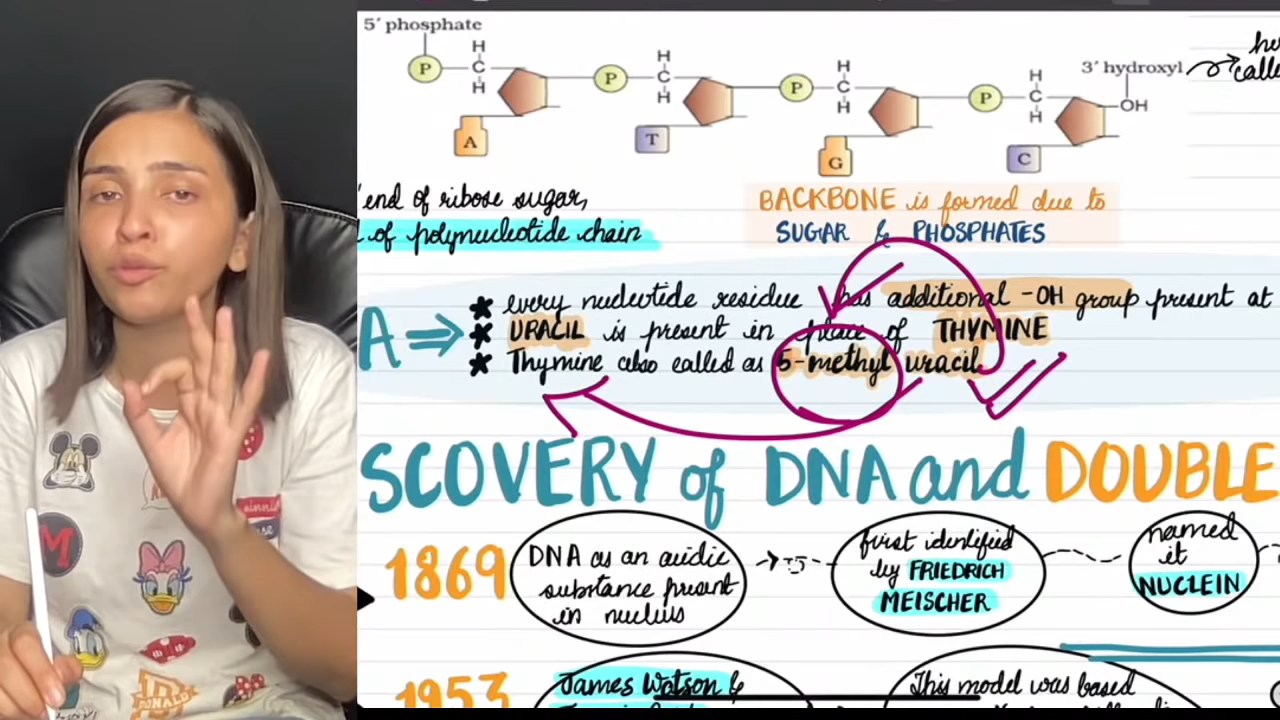 5′ phosphate
P
H
C
H
P
H
C
H
P
H
C
H
P
H
C
H
3′ hydroxyl
OH
A
T
G
C
end of ribose sugar,
of polynucleotide chain
BACKBONE is formed due to
SUGAR & PHOSPHATES
A ⇒
★ every nucleotide residue has additional -OH group present at
★ URACIL is present in place of THYMINE
★ Thymine also called as 5-methyl uracil
SCOVERY of DNA and DOUBLE
1869
DNA as an acidic
substance present
in nucleus
first identified
by FRIEDRICH
MEISCHER
named
it
NUCLEIN
1953
James Watson &
This model was based
M